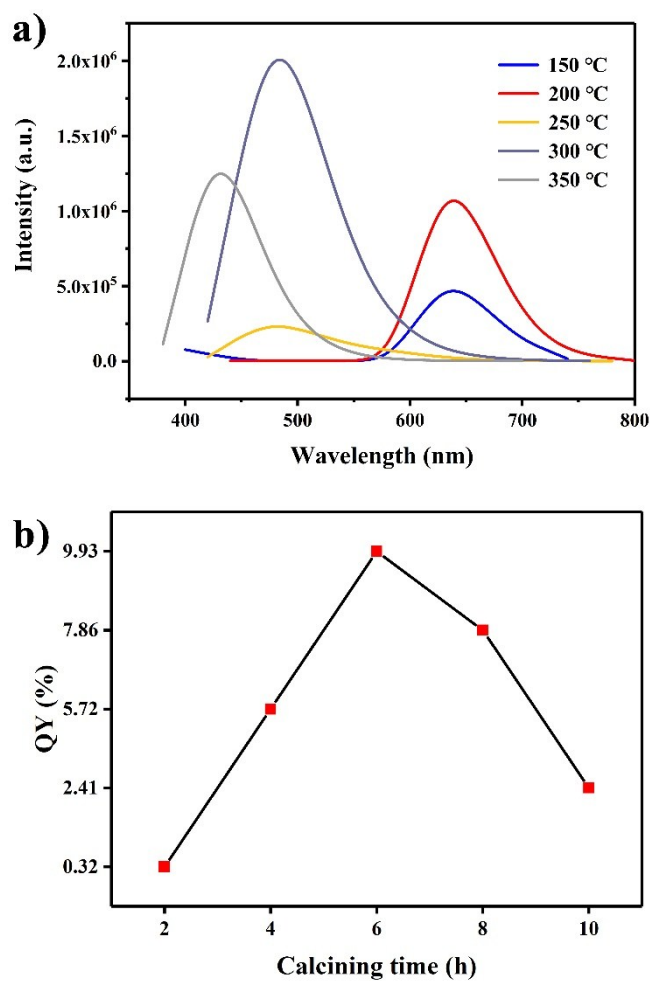 a)
2.0x10⁶
1.5x10⁶
1.0x10⁶
5.0x10⁵
0.0
Intensity (a.u.)
150 °C
200 °C
250 °C
300 °C
350 °C
400 500 600 700 800
Wavelength (nm)
b)
9.93
7.86
5.72
2.41
0.32
QY (%)
2 4 6 8 10
Calcining time (h)